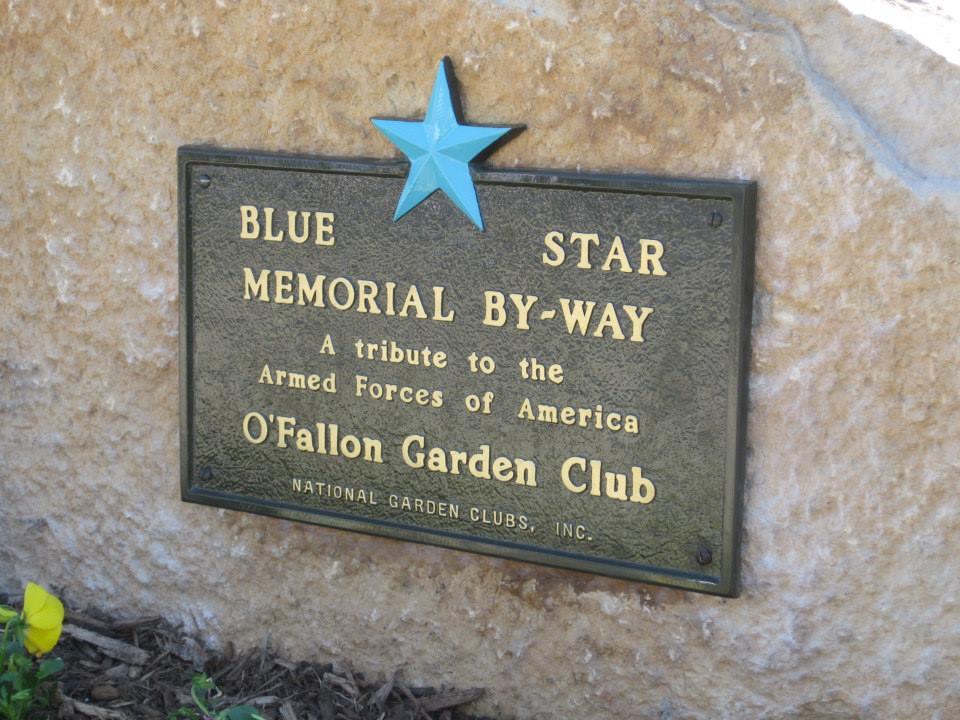 BLUE STAR
MEMORIAL BY-WAY
A tribute to the
Armed Forces of America
O'Fallon Garden Club
NATIONAL GARDEN CLUBS, INC.